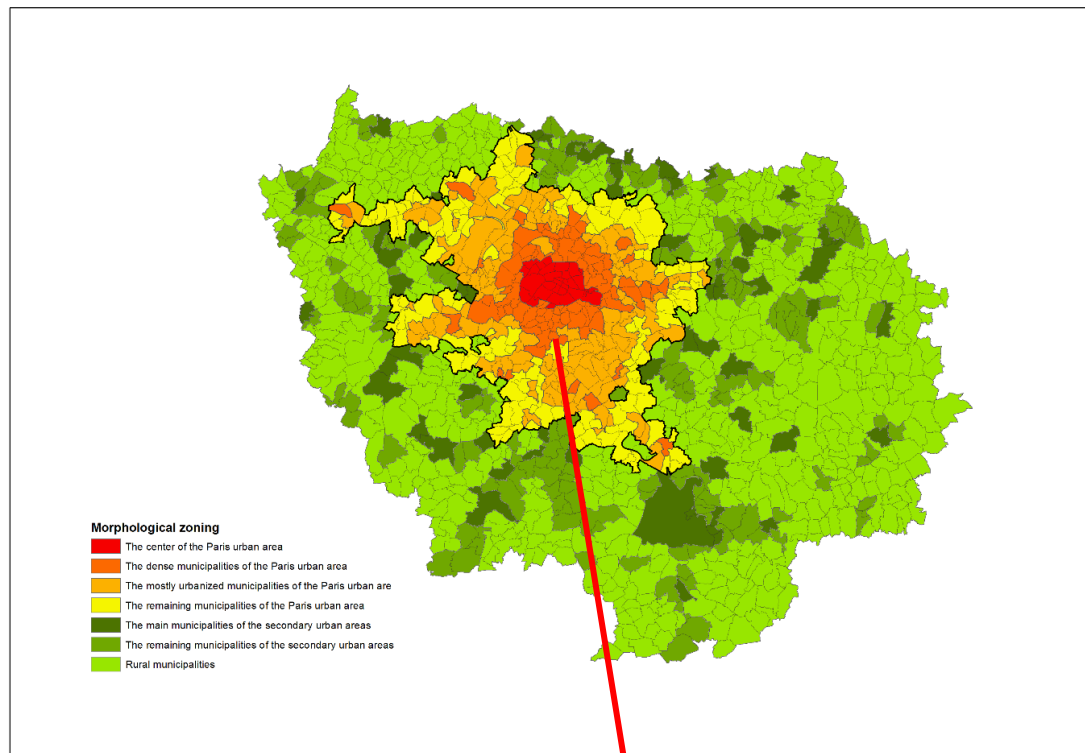 Morphological zoning
The center of the Paris urban area
The dense municipalities of the Paris urban area
The mostly urbanized municipalities of the Paris urban are
The remaining municipalities of the Paris urban area
The main municipalities of the secondary urban areas
The remaining municipalities of the secondary urban areas
Rural municipalities